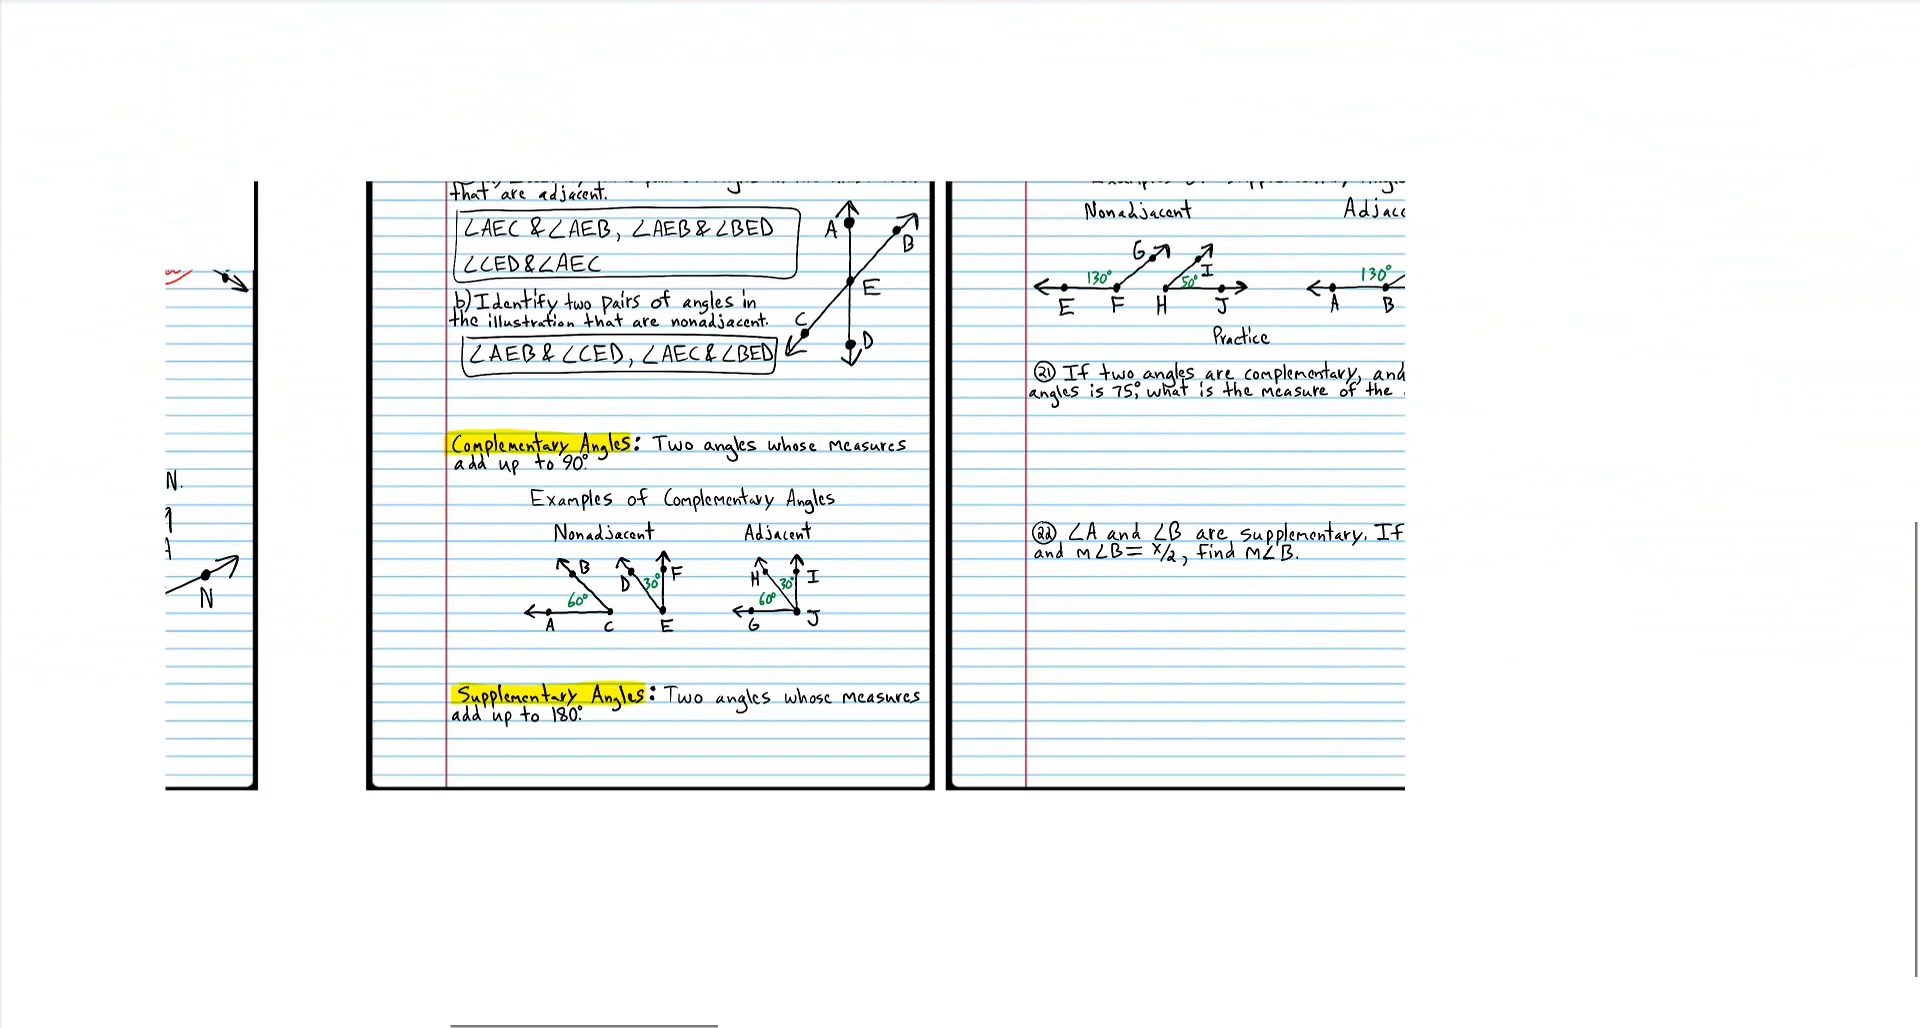 N.
N
that are adjacent.
∠AEC & ∠AEB, ∠AEB & ∠BED
∠CED & ∠AEC
b) Identify two pairs of angles in
the illustration that are nonadjacent.
∠AEB & ∠CED, ∠AEC & ∠BED
A
B
E
C
D
Complementary Angles: Two angles whose measures
add up to 90°.
Examples of Complementary Angles
Nonadjacent Adjacent
B D 30° F H 30° I
60° 60°
A C E G J
Supplementary Angles: Two angles whose measures
add up to 180°.
Nonadjacent
G I
130° 50° 130°
E F H J A B
Practice
(21) If two angles are complementary, and
angles is 75°, what is the measure of the
(22) ∠A and ∠B are supplementary. If
and m∠B = x/2, find m∠B.